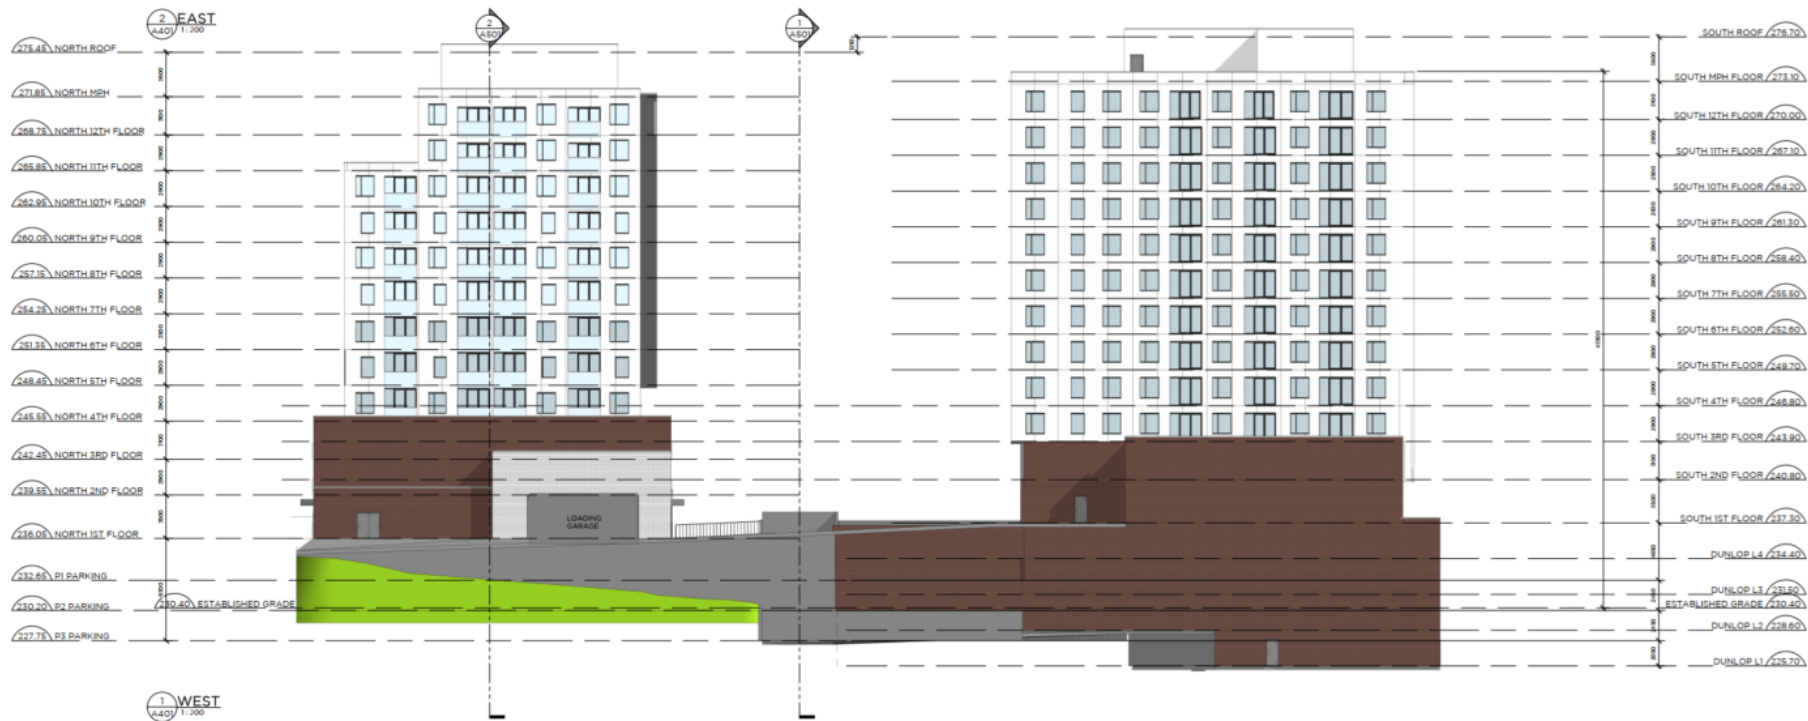 2 EAST
A401 1:200
2
A501
1
A501
275.45 NORTH ROOF
271.85 NORTH MPH
268.75 NORTH 12TH FLOOR
265.85 NORTH 11TH FLOOR
262.95 NORTH 10TH FLOOR
260.05 NORTH 9TH FLOOR
257.15 NORTH 8TH FLOOR
254.25 NORTH 7TH FLOOR
251.35 NORTH 6TH FLOOR
248.45 NORTH 5TH FLOOR
245.55 NORTH 4TH FLOOR
242.45 NORTH 3RD FLOOR
239.55 NORTH 2ND FLOOR
236.05 NORTH 1ST FLOOR
232.65 P1 PARKING
230.20 P2 PARKING
230.40 ESTABLISHED GRADE
227.75 P3 PARKING
LOADING
GARAGE
SOUTH ROOF 276.70
SOUTH MPH FLOOR 273.10
SOUTH 12TH FLOOR 270.00
SOUTH 11TH FLOOR 267.10
SOUTH 10TH FLOOR 264.20
SOUTH 9TH FLOOR 261.30
SOUTH 8TH FLOOR 258.40
SOUTH 7TH FLOOR 255.50
SOUTH 6TH FLOOR 252.60
SOUTH 5TH FLOOR 249.70
SOUTH 4TH FLOOR 246.80
SOUTH 3RD FLOOR 243.90
SOUTH 2ND FLOOR 240.80
SOUTH 1ST FLOOR 237.30
DUNLOP L4 234.40
DUNLOP L3 231.50
ESTABLISHED GRADE 230.40
DUNLOP L2 228.60
DUNLOP L1 225.70
1 WEST
A401 1:200